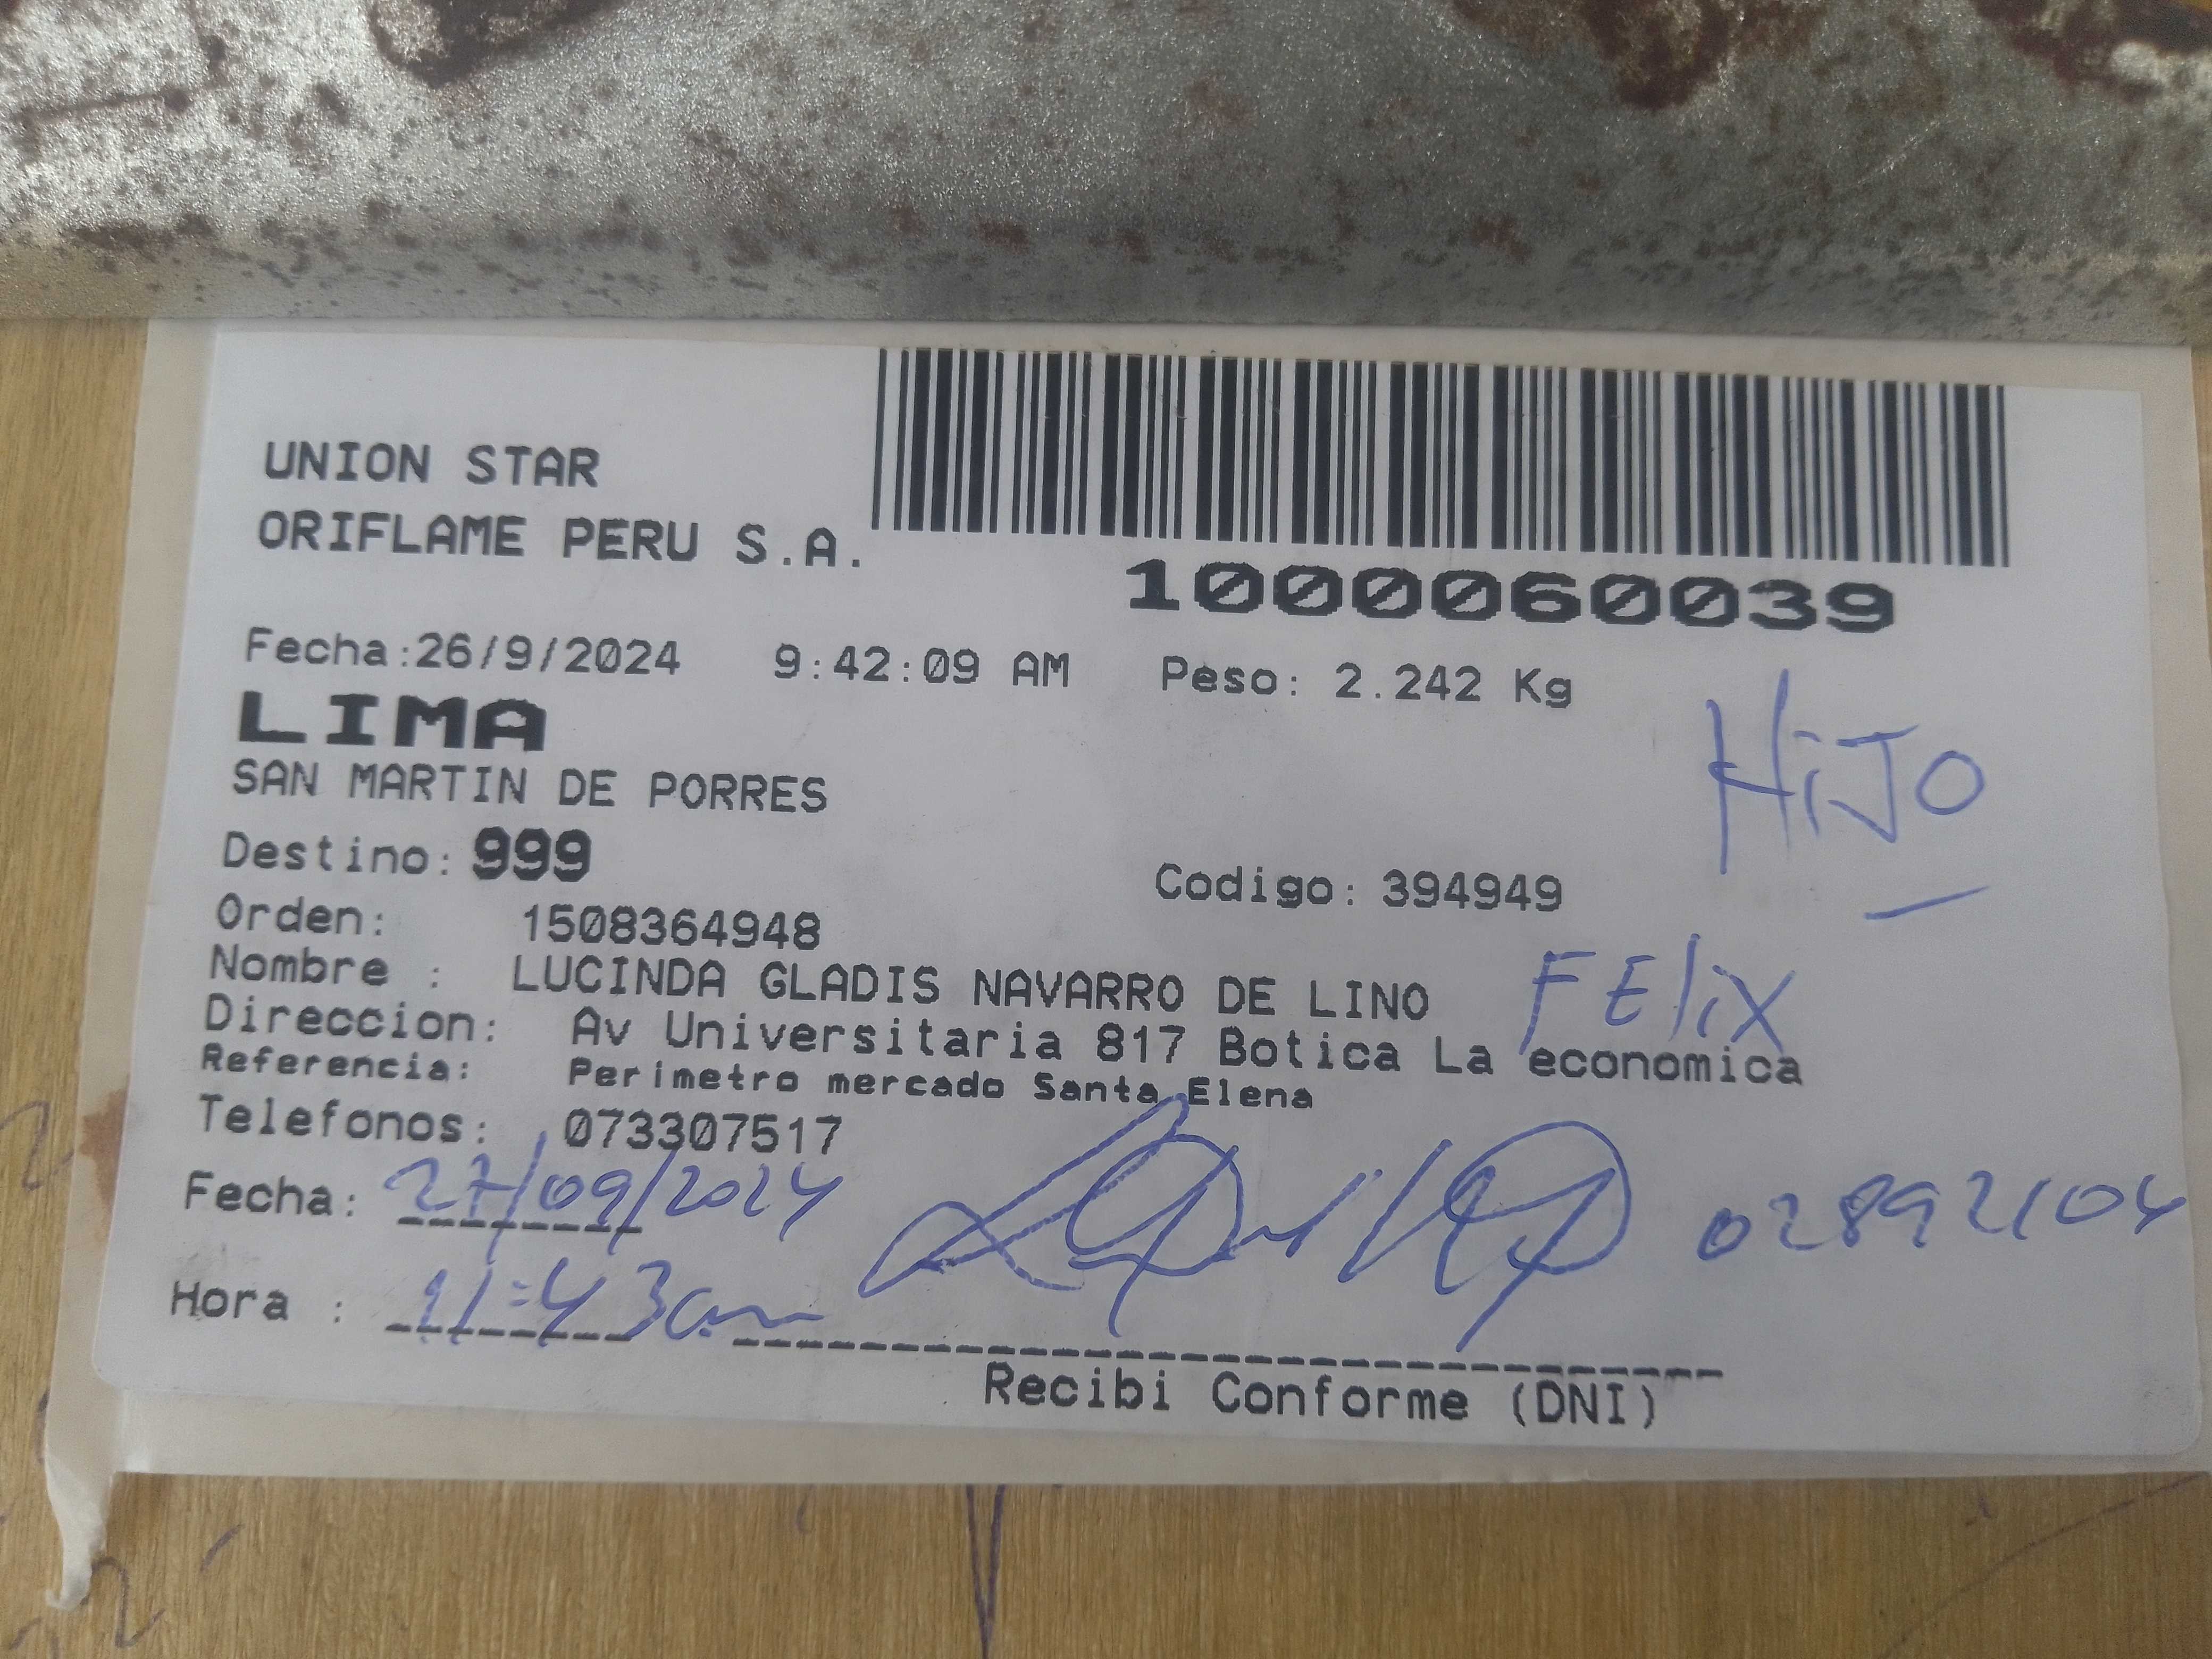 UNION STAR
ORIFLAME PERU S.A.
1000060039
Fecha:26/9/2024 9:42:09 AM Peso: 2.242 Kg
LIMA
SAN MARTIN DE PORRES
HiJO
Destino: 999
Codigo: 394949
Orden: 1508364948
Nombre : LUCINDA GLADIS NAVARRO DE LINO
FEliX
Direccion: Av Universitaria 817 Botica La economica
Referencia: Perimetro mercado Santa Elena
Telefonos: 073307517
Fecha: 27/09/2024
02892104
Hora : 11:43am
Recibi Conforme (DNI)